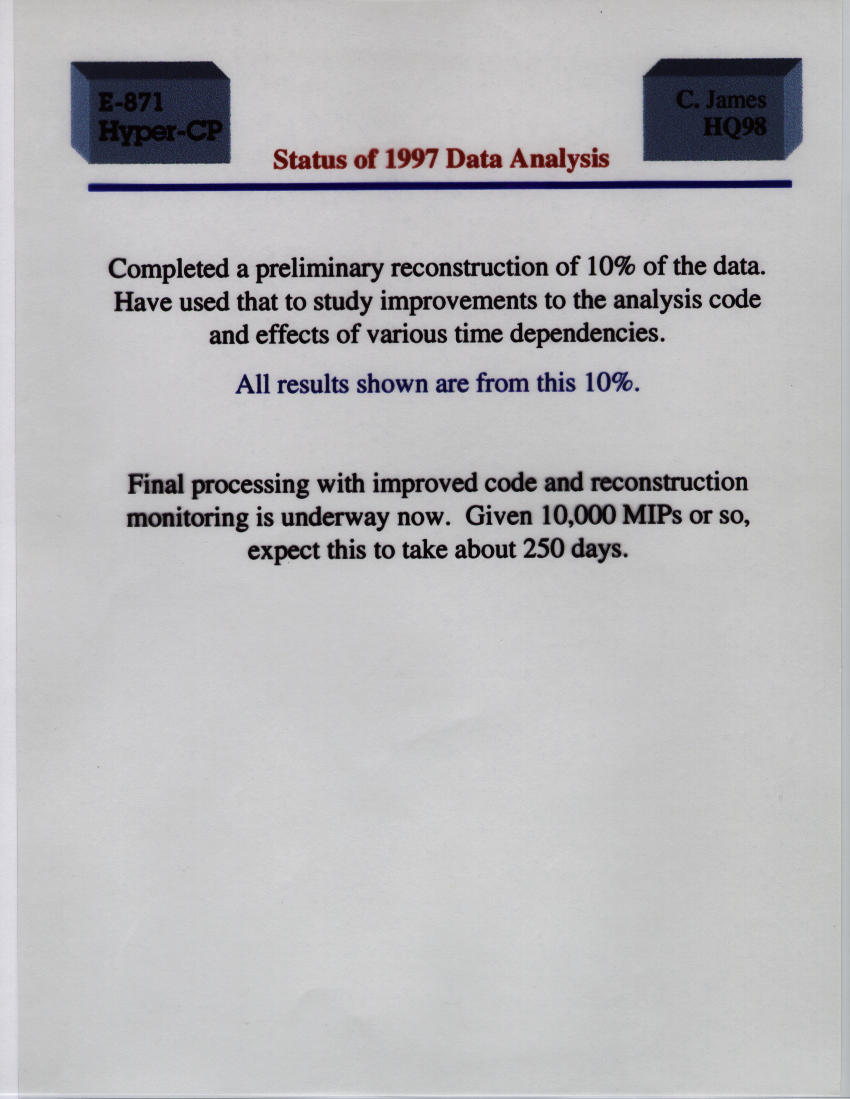 E-871
Hyper-CP
C. James
HQ98
Status of 1997 Data Analysis
Completed a preliminary reconstruction of 10% of the data.
Have used that to study improvements to the analysis code
and effects of various time dependencies.
All results shown are from this 10%.
Final processing with improved code and reconstruction
monitoring is underway now.  Given 10,000 MIPs or so,
expect this to take about 250 days.